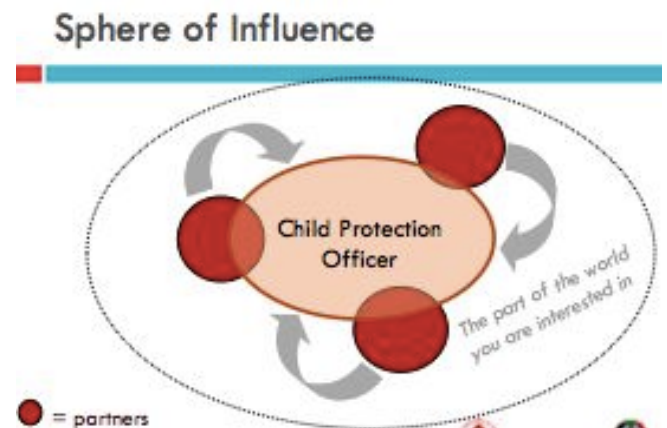 Sphere of Influence
Child Protection
Officer
The part of the world
you are interested in
= partners